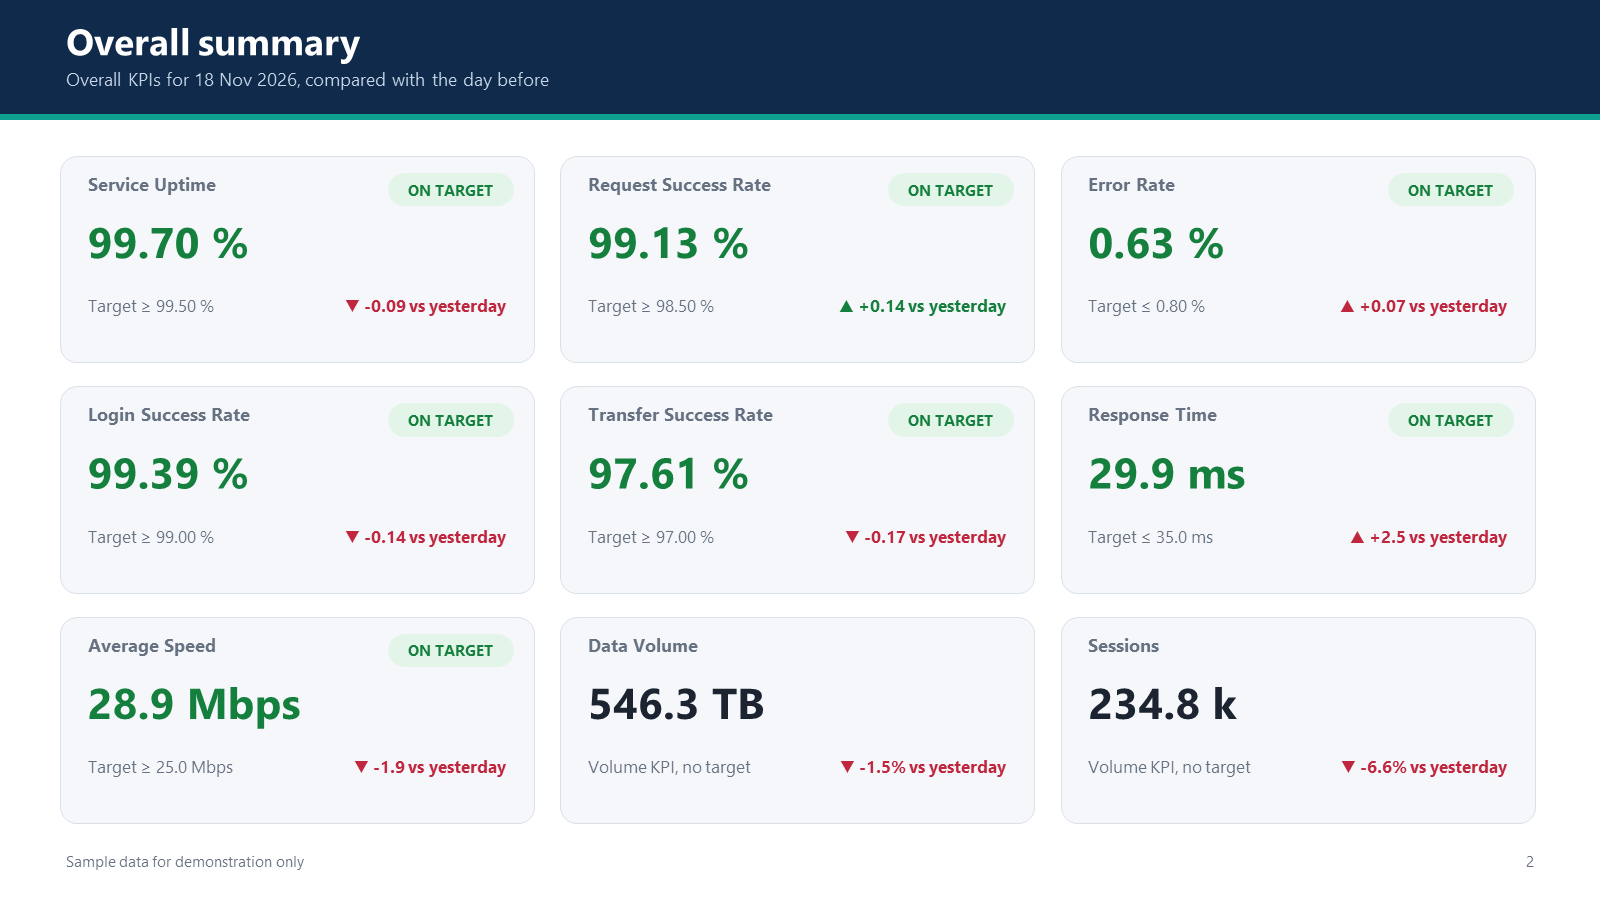 Overall summary
Overall KPIs for 18 Nov 2026, compared with the day before
Service Uptime
ON TARGET
99.70 %
Target ≥ 99.50 %
▼ -0.09 vs yesterday
Request Success Rate
ON TARGET
99.13 %
Target ≥ 98.50 %
▲ +0.14 vs yesterday
Error Rate
ON TARGET
0.63 %
Target ≤ 0.80 %
▲ +0.07 vs yesterday
Login Success Rate
ON TARGET
99.39 %
Target ≥ 99.00 %
▼ -0.14 vs yesterday
Transfer Success Rate
ON TARGET
97.61 %
Target ≥ 97.00 %
▼ -0.17 vs yesterday
Response Time
ON TARGET
29.9 ms
Target ≤ 35.0 ms
▲ +2.5 vs yesterday
Average Speed
ON TARGET
28.9 Mbps
Target ≥ 25.0 Mbps
▼ -1.9 vs yesterday
Data Volume
546.3 TB
Volume KPI, no target
▼ -1.5% vs yesterday
Sessions
234.8 k
Volume KPI, no target
▼ -6.6% vs yesterday
Sample data for demonstration only
2